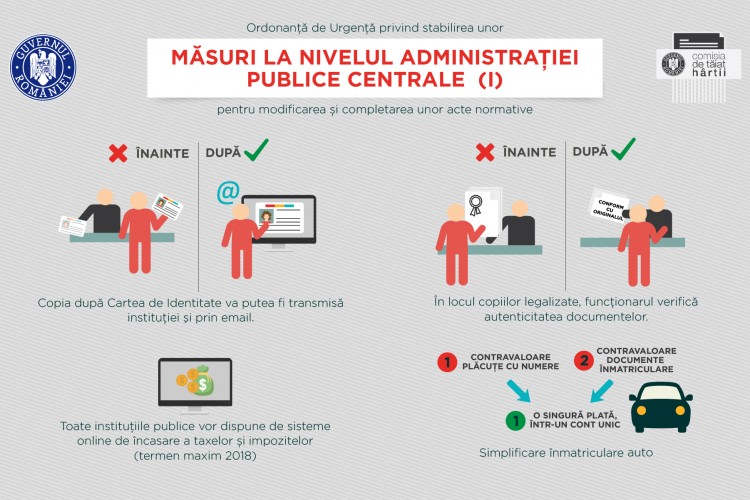 Ordonanță de Urgență privind stabilirea unor
GUVERNUL ROMÂNIEI
MĂSURI LA NIVELUL ADMINISTRAȚIEI
PUBLICE CENTRALE (I)
comisia
de tăiat
hârtii
pentru modificarea și completarea unor acte normative
ÎNAINTE
DUPĂ
@
Copia după Cartea de Identitate va putea fi transmisă
instituției și prin email.
ÎNAINTE
DUPĂ
CONFORM
CU
ORIGINALUL
În locul copiilor legalizate, funcționarul verifică
autenticitatea documentelor.
$
Toate instituțiile publice vor dispune de sisteme
online de încasare a taxelor și impozitelor
(termen maxim 2018)
1 CONTRAVALOARE
PLĂCUȚE CU NUMERE
2 CONTRAVALOARE
DOCUMENTE
ÎNMATRICULARE
1 O SINGURĂ PLATĂ,
ÎNTR-UN CONT UNIC
Simplificare înmatriculare auto